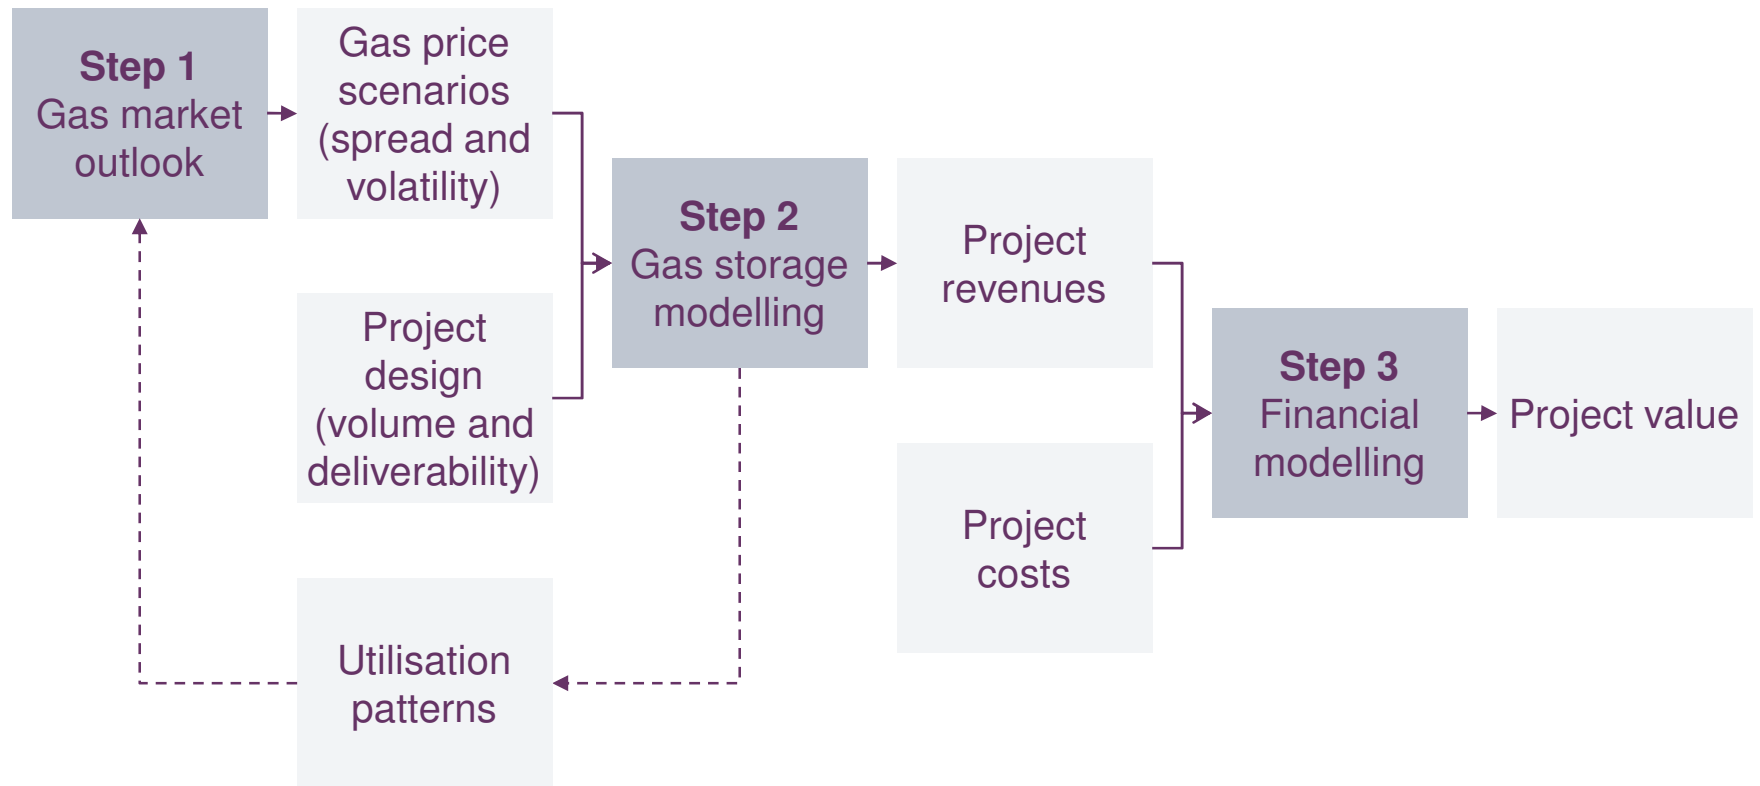 Step 1
Gas market
outlook
Gas price
scenarios
(spread and
volatility)
Project
design
(volume and
deliverability)
Utilisation
patterns
Step 2
Gas storage
modelling
Project
revenues
Project
costs
Step 3
Financial
modelling
Project value